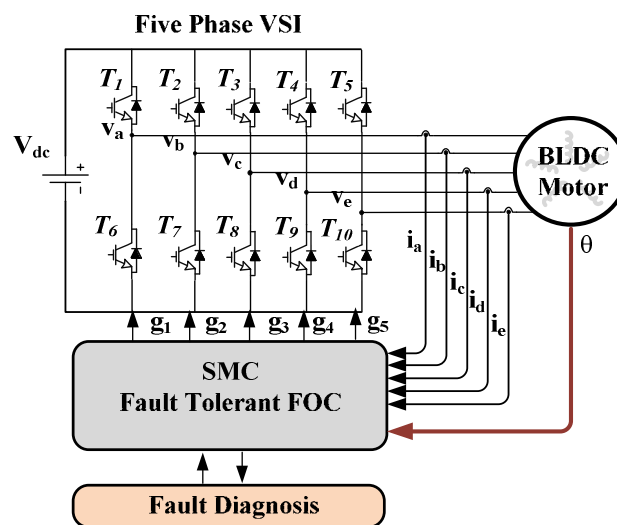 Five Phase VSI
T1 T2 T3 T4 T5
va
vb
vc
vd
ve
Vdc
+
-
BLDC
Motor
T6 T7 T8 T9 T10
ia
ib
ic
id
ie
θ
g1 g2 g3 g4 g5
SMC
Fault Tolerant FOC
Fault Diagnosis